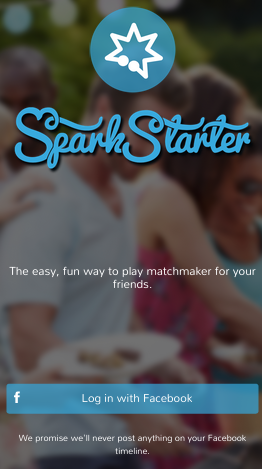 SparkStarter
The easy, fun way to play matchmaker for your
friends.
f
Log in with Facebook
We promise we'll never post anything on your Facebook
timeline.